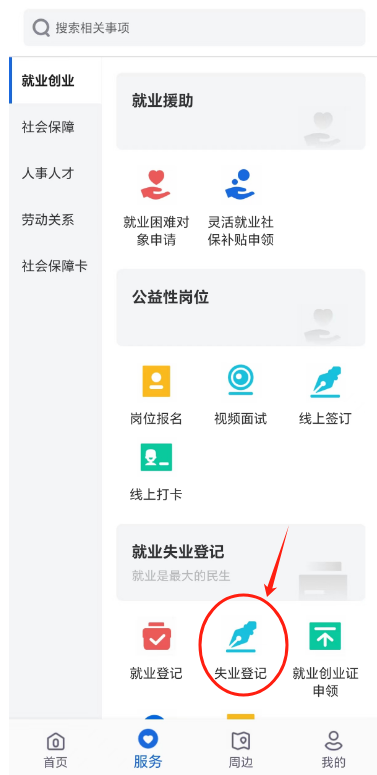 搜索相关事项
就业创业
社会保障
人事人才
劳动关系
社会保障卡
就业援助
就业困难对
象申请
灵活就业社
保补贴申领
公益性岗位
岗位报名
视频面试
线上签订
线上打卡
就业失业登记
就业是最大的民生
就业登记
失业登记
就业创业证
申领
首页
服务
周边
我的